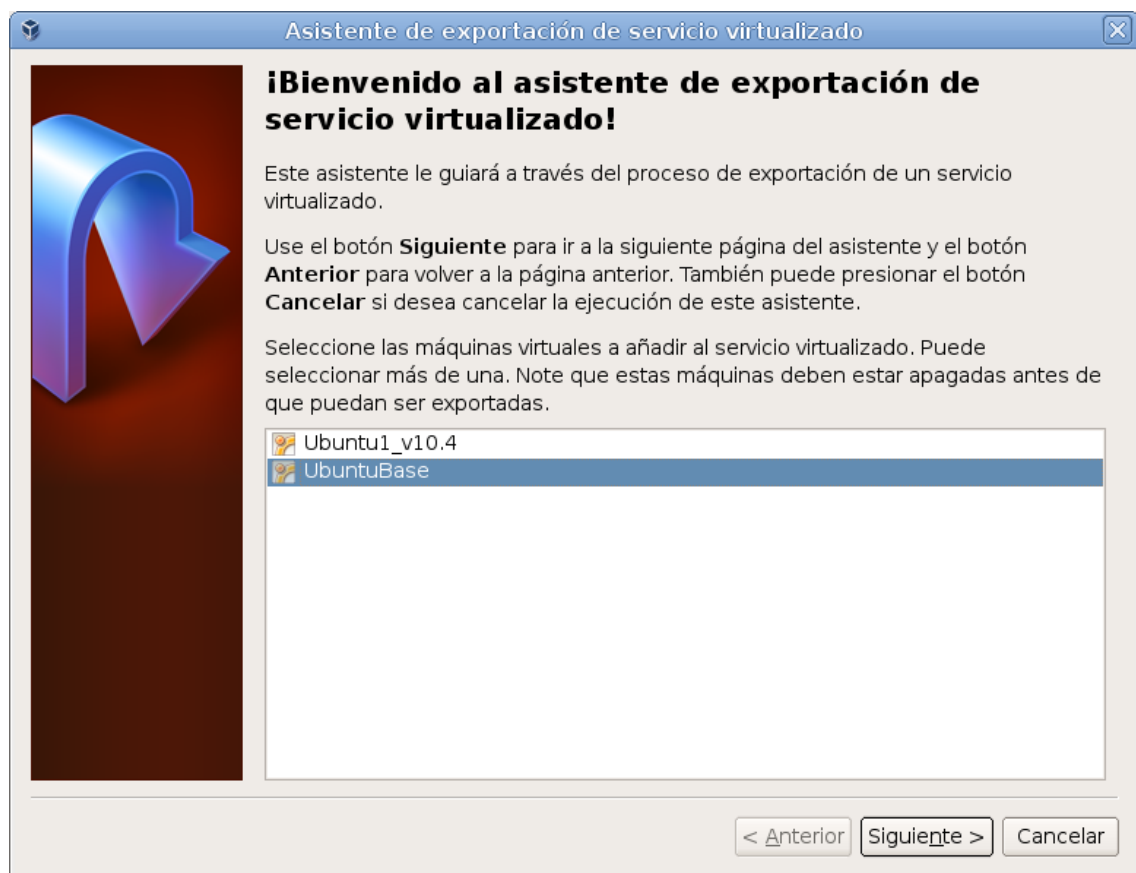 Asistente de exportación de servicio virtualizado
¡Bienvenido al asistente de exportación de
servicio virtualizado!
Este asistente le guiará a través del proceso de exportación de un servicio
virtualizado.
Use el botón Siguiente para ir a la siguiente página del asistente y el botón
Anterior para volver a la página anterior. También puede presionar el botón
Cancelar si desea cancelar la ejecución de este asistente.
Seleccione las máquinas virtuales a añadir al servicio virtualizado. Puede
seleccionar más de una. Note que estas máquinas deben estar apagadas antes de
que puedan ser exportadas.
Ubuntu1_v10.4
UbuntuBase
< Anterior Siguiente > Cancelar